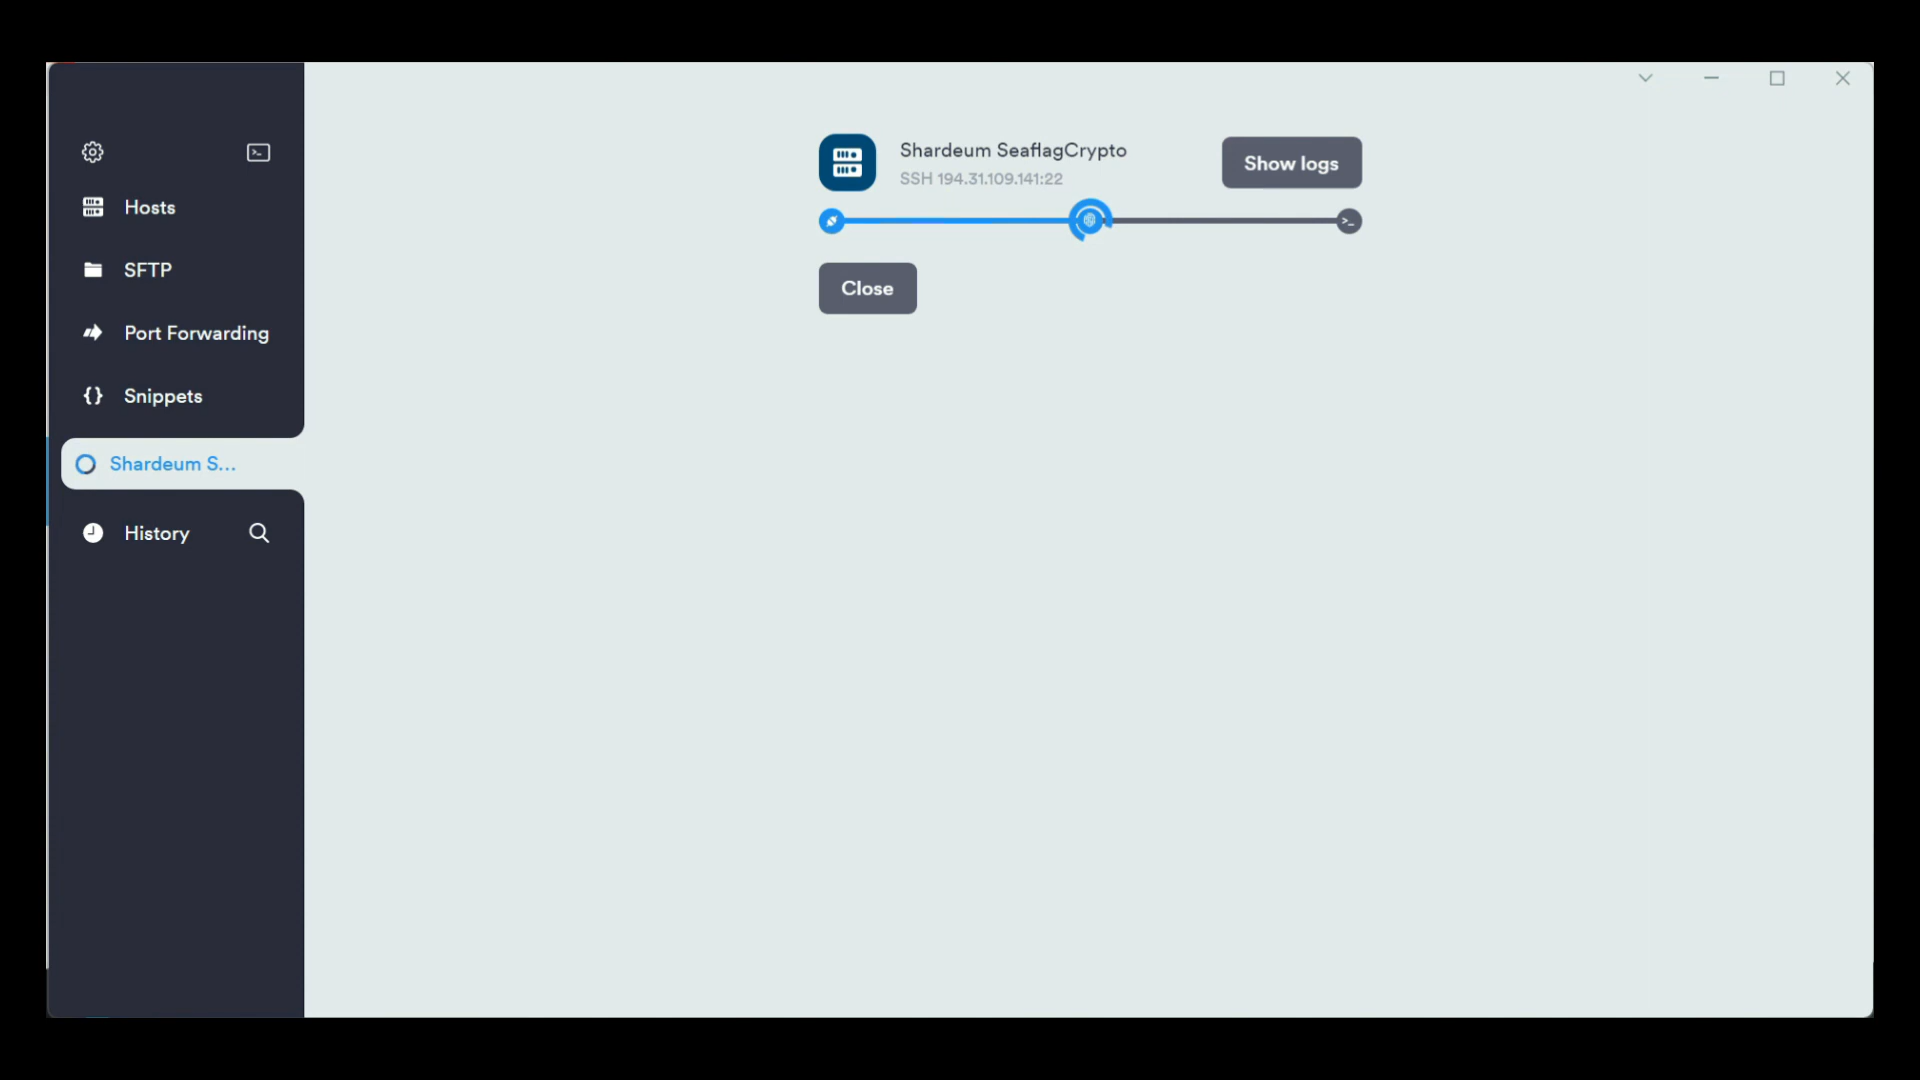 Hosts
SFTP
Port Forwarding
Snippets
Shardeum S...
History
Shardeum SeaflagCrypto
SSH 194.31.109.141:22
Show logs
Close